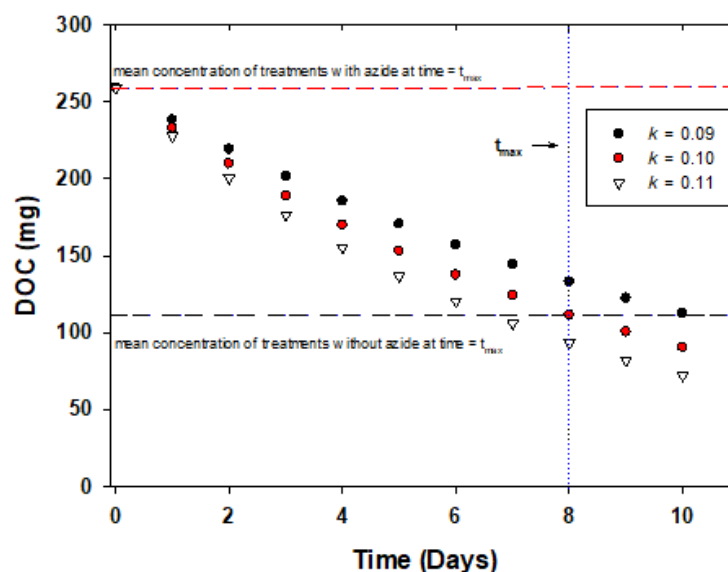 300
mean concentration of treatments with azide at time = tmax
250
k = 0.09
tmax
k = 0.10
200
k = 0.11
150
DOC (mg)
100
mean concentration of treatments without azide at time = tmax
50
0
0 2 4 6 8 10
Time (Days)